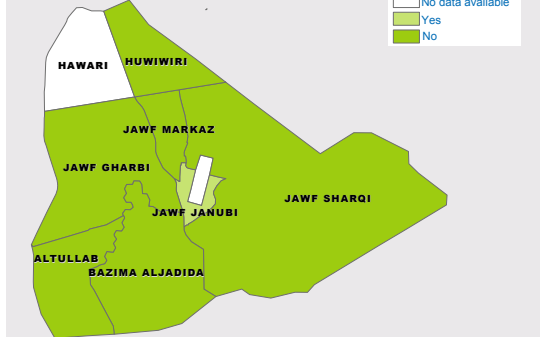 No data available
Yes
No
HAWARI
HUWIWIRI
JAWF MARKAZ
JAWF GHARBI
JAWF SHARQI
JAWF JANUBI
ALTULLAB
BAZIMA ALJADIDA